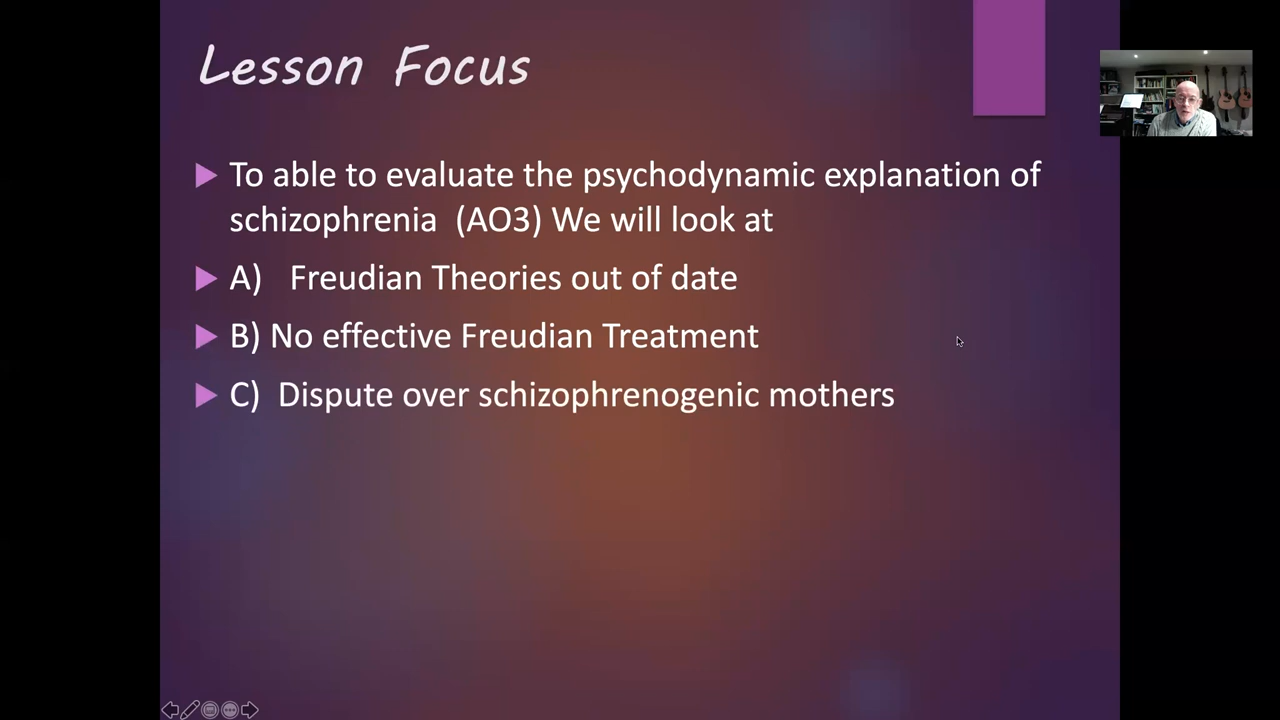 Lesson Focus
To able to evaluate the psychodynamic explanation of
schizophrenia (AO3) We will look at
A) Freudian Theories out of date
B) No effective Freudian Treatment
C) Dispute over schizophrenogenic mothers